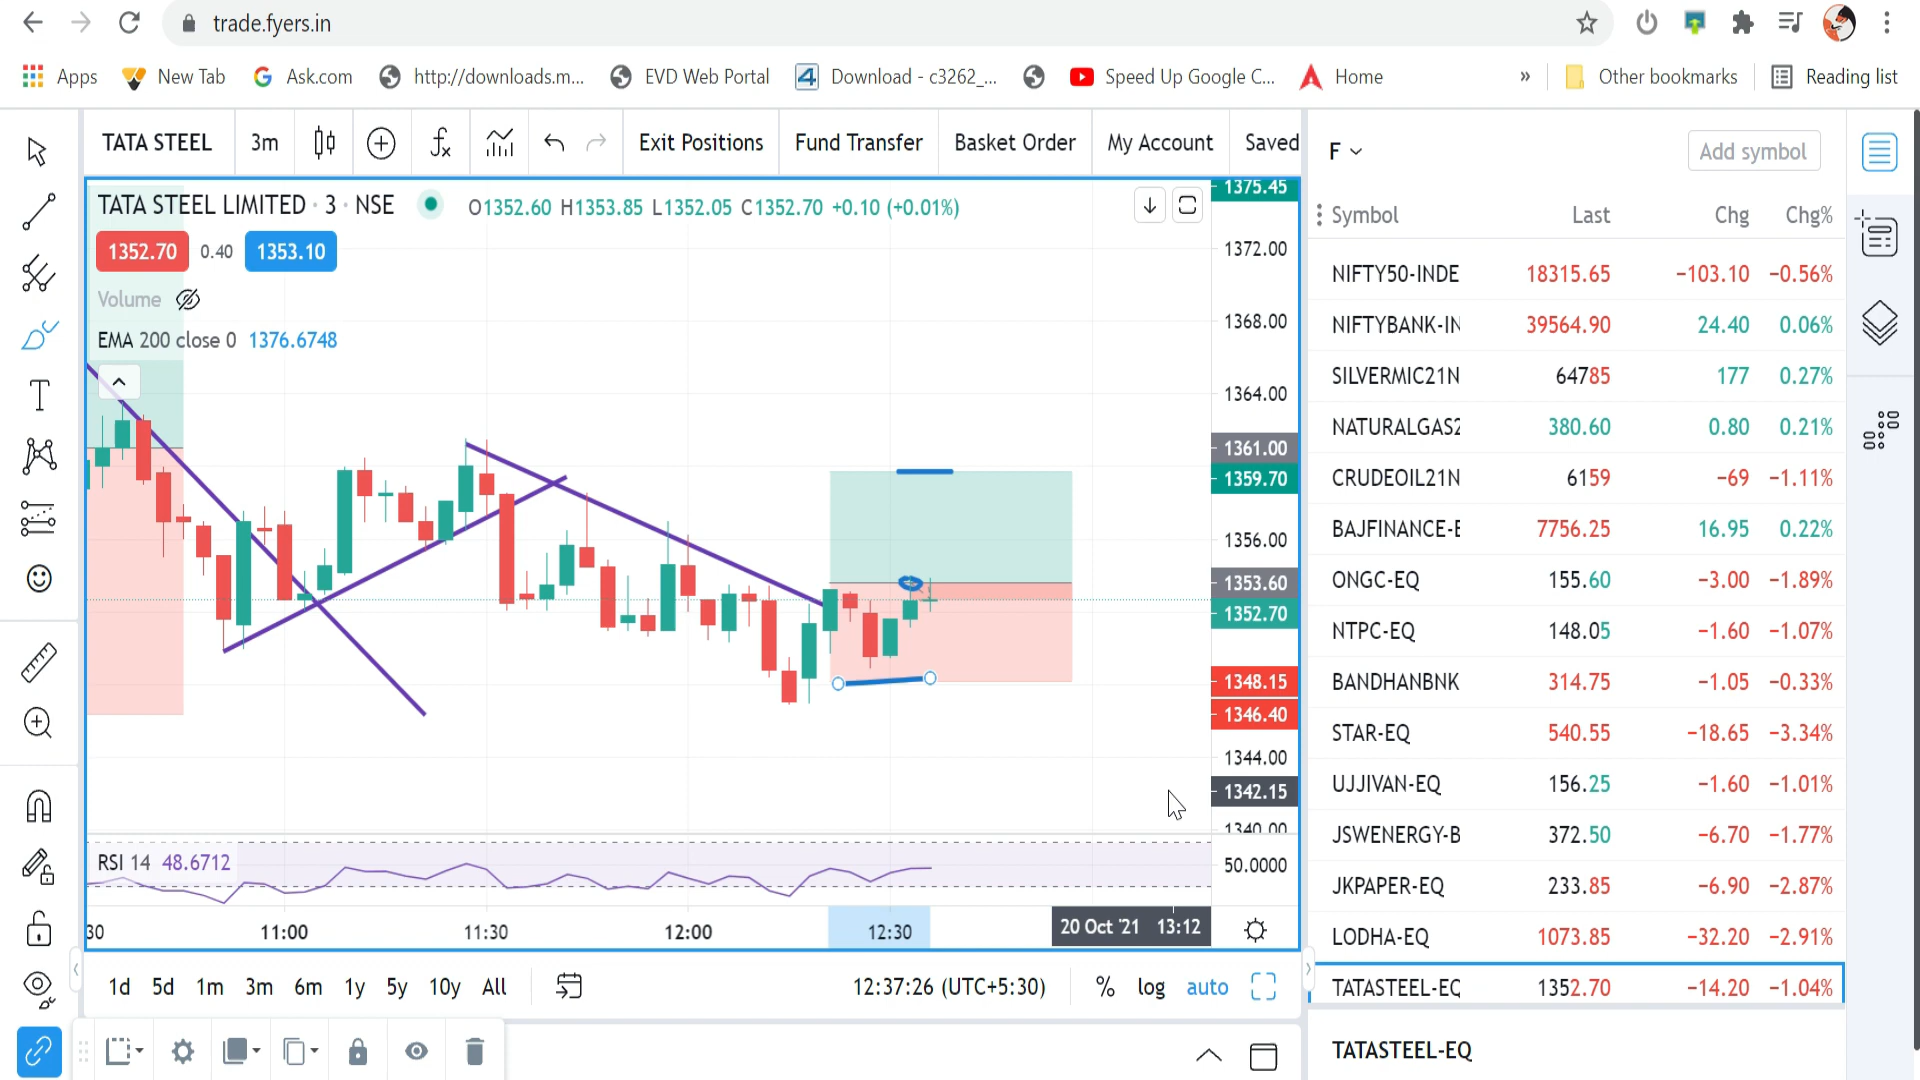 trade.fyers.in
Apps New Tab Ask.com http://downloads.m... EVD Web Portal Download - c3262_... Speed Up Google C... Home » Other bookmarks Reading list
TATA STEEL 3m Exit Positions Fund Transfer Basket Order My Account Saved
TATA STEEL LIMITED · 3 · NSE O1352.60 H1353.85 L1352.05 C1352.70 +0.10 (+0.01%)
1352.70 0.40 1353.10
Volume
EMA 200 close 0 1376.6748
1375.45
1372.00
1368.00
1364.00
1361.00
1359.70
1356.00
1353.60
1352.70
1348.15
1346.40
1344.00
1342.15
1340.00
RSI 14 48.6712
50.0000
30 11:00 11:30 12:00 12:30 20 Oct '21 13:12
1d 5d 1m 3m 6m 1y 5y 10y All 12:37:26 (UTC+5:30) % log auto
F Add symbol
Symbol Last Chg Chg%
NIFTY50-INDE 18315.65 −103.10 −0.56%
NIFTYBANK-IN 39564.90 24.40 0.06%
SILVERMIC21N 64785 177 0.27%
NATURALGAS2 380.60 0.80 0.21%
CRUDEOIL21N 6159 −69 −1.11%
BAJFINANCE-E 7756.25 16.95 0.22%
ONGC-EQ 155.60 −3.00 −1.89%
NTPC-EQ 148.05 −1.60 −1.07%
BANDHANBNK 314.75 −1.05 −0.33%
STAR-EQ 540.55 −18.65 −3.34%
UJJIVAN-EQ 156.25 −1.60 −1.01%
JSWENERGY-B 372.50 −6.70 −1.77%
JKPAPER-EQ 233.85 −6.90 −2.87%
LODHA-EQ 1073.85 −32.20 −2.91%
TATASTEEL-EQ 1352.70 −14.20 −1.04%
TATASTEEL-EQ